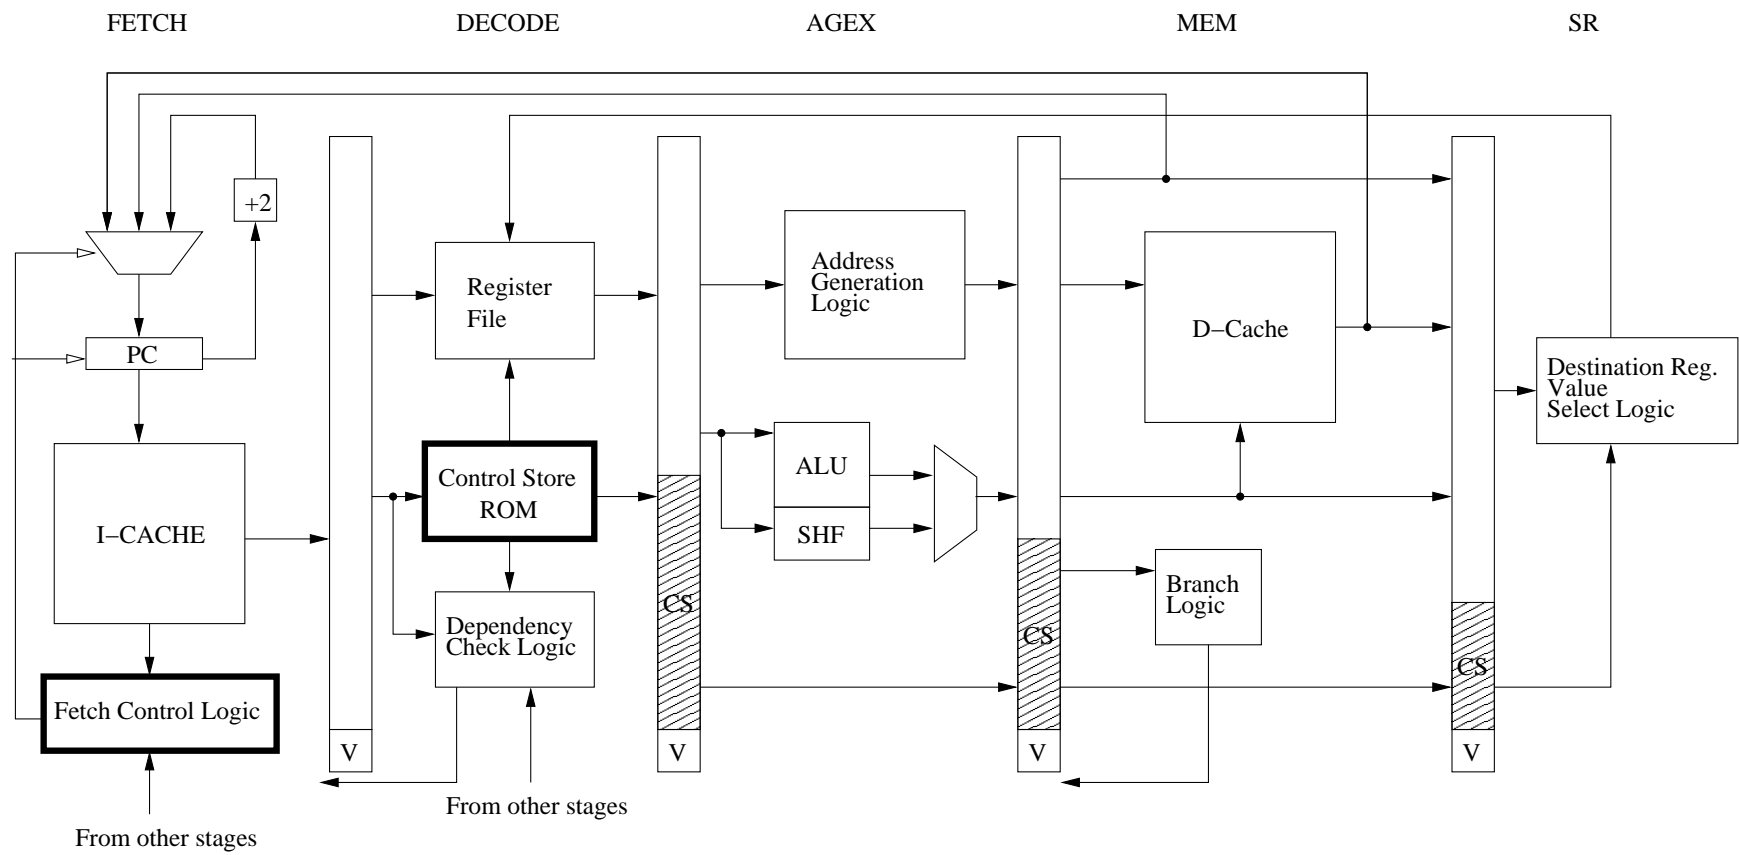 FETCH
DECODE
AGEX
MEM
SR
+2
PC
I−CACHE
Fetch Control Logic
From other stages
V
Register
File
Control Store
ROM
Dependency
Check Logic
From other stages
CS
V
Address
Generation
Logic
ALU
SHF
CS
V
D−Cache
Branch
Logic
CS
V
Destination Reg.
Value
Select Logic